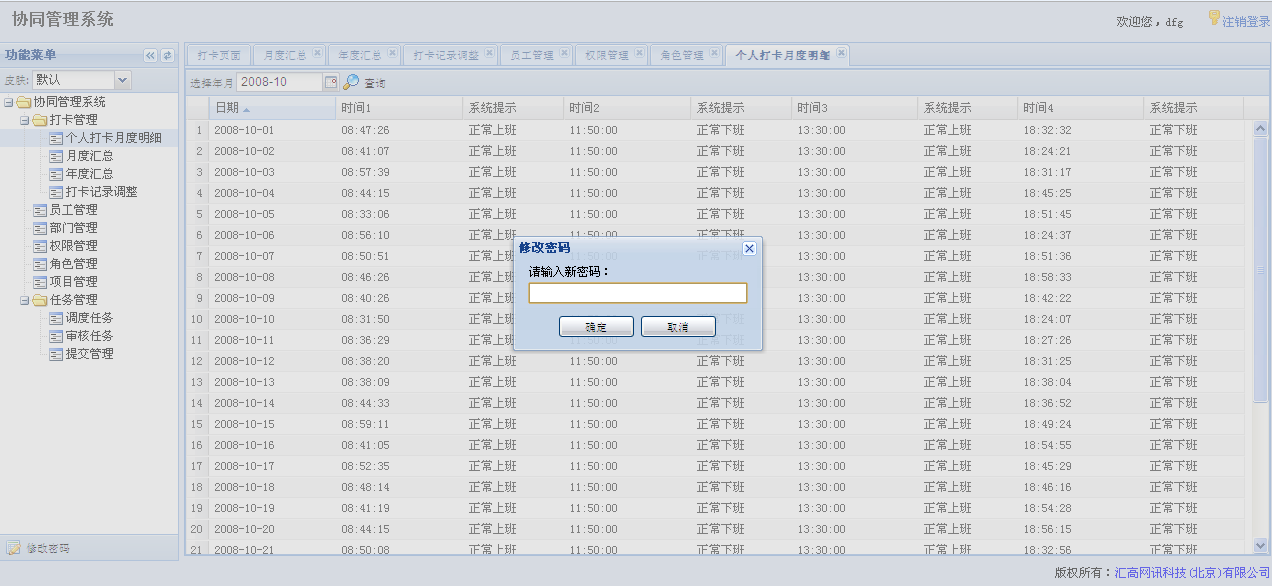 协同管理系统
欢迎您，dfg 注销登录
功能菜单
皮肤: 默认
协同管理系统
打卡管理
个人打卡月度明细
月度汇总
年度汇总
打卡记录调整
员工管理
部门管理
权限管理
角色管理
项目管理
任务管理
调度任务
审核任务
提交管理
修改密码
打卡页面 月度汇总 年度汇总 打卡记录调整 员工管理 权限管理 角色管理 个人打卡月度明细
选择年月 2008-10 查询
日期 时间1 系统提示 时间2 系统提示 时间3 系统提示 时间4 系统提示
1 2008-10-01 08:47:26 正常上班 11:50:00 正常下班 13:30:00 正常上班 18:32:32 正常下班
2 2008-10-02 08:41:07 正常上班 11:50:00 正常下班 13:30:00 正常上班 18:24:21 正常下班
3 2008-10-03 08:57:39 正常上班 11:50:00 正常下班 13:30:00 正常上班 18:31:17 正常下班
4 2008-10-04 08:44:15 正常上班 11:50:00 正常下班 13:30:00 正常上班 18:45:25 正常下班
5 2008-10-05 08:33:06 正常上班 11:50:00 正常下班 13:30:00 正常上班 18:51:45 正常下班
6 2008-10-06 08:56:10 正常上班 11:50:00 正常下班 13:30:00 正常上班 18:24:37 正常下班
7 2008-10-07 08:50:51 正常上 13:30:00 正常上班 18:51:36 正常下班
8 2008-10-08 08:46:26 正常上 13:30:00 正常上班 18:58:33 正常下班
9 2008-10-09 08:40:26 正常上 13:30:00 正常上班 18:42:22 正常下班
10 2008-10-10 08:31:50 正常上 13:30:00 正常上班 18:24:07 正常下班
11 2008-10-11 08:36:29 正常上 13:30:00 正常上班 18:27:26 正常下班
12 2008-10-12 08:38:20 正常上班 11:50:00 正常下班 13:30:00 正常上班 18:31:25 正常下班
13 2008-10-13 08:38:09 正常上班 11:50:00 正常下班 13:30:00 正常上班 18:38:04 正常下班
14 2008-10-14 08:44:33 正常上班 11:50:00 正常下班 13:30:00 正常上班 18:36:52 正常下班
15 2008-10-15 08:59:11 正常上班 11:50:00 正常下班 13:30:00 正常上班 18:49:24 正常下班
16 2008-10-16 08:41:05 正常上班 11:50:00 正常下班 13:30:00 正常上班 18:54:55 正常下班
17 2008-10-17 08:52:35 正常上班 11:50:00 正常下班 13:30:00 正常上班 18:45:29 正常下班
18 2008-10-18 08:48:14 正常上班 11:50:00 正常下班 13:30:00 正常上班 18:46:16 正常下班
19 2008-10-19 08:41:19 正常上班 11:50:00 正常下班 13:30:00 正常上班 18:54:28 正常下班
20 2008-10-20 08:44:15 正常上班 11:50:00 正常下班 13:30:00 正常上班 18:56:15 正常下班
21 2008-10-21 08:50:08 正常上班 11:50:00 正常下班 13:30:00 正常上班 18:32:56 正常下班
修改密码
请输入新密码：
确定 取消
版权所有：汇高网讯科技(北京)有限公司